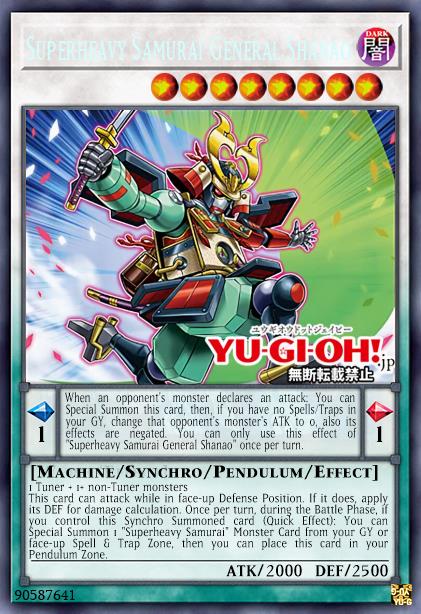 Superheavy Samurai General Shanao
DARK
闇
ユウギオウドットジェイピー
YU-GI-OH!.jp
無断転載禁止
When an opponent's monster declares an attack: You can
Special Summon this card, then, if you have no Spells/Traps in
your GY, change that opponent's monster's ATK to 0, also its
effects are negated. You can only use this effect of
"Superheavy Samurai General Shanao" once per turn.
1 1
[Machine/Synchro/Pendulum/Effect]
1 Tuner + 1+ non-Tuner monsters
This card can attack while in face-up Defense Position. If it does, apply
its DEF for damage calculation. Once per turn, during the Battle Phase, if
you control this Synchro Summoned card (Quick Effect): You can
Special Summon 1 "Superheavy Samurai" Monster Card from your GY or
face-up Spell & Trap Zone, then you can place this card in your
Pendulum Zone.
ATK/2000 DEF/2500
90587641